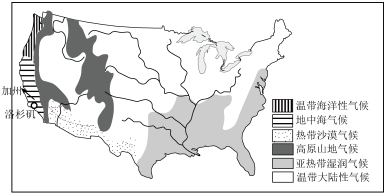 加州
洛杉矶
温带海洋性气候
地中海气候
热带沙漠气候
高原山地气候
亚热带湿润气候
温带大陆性气候